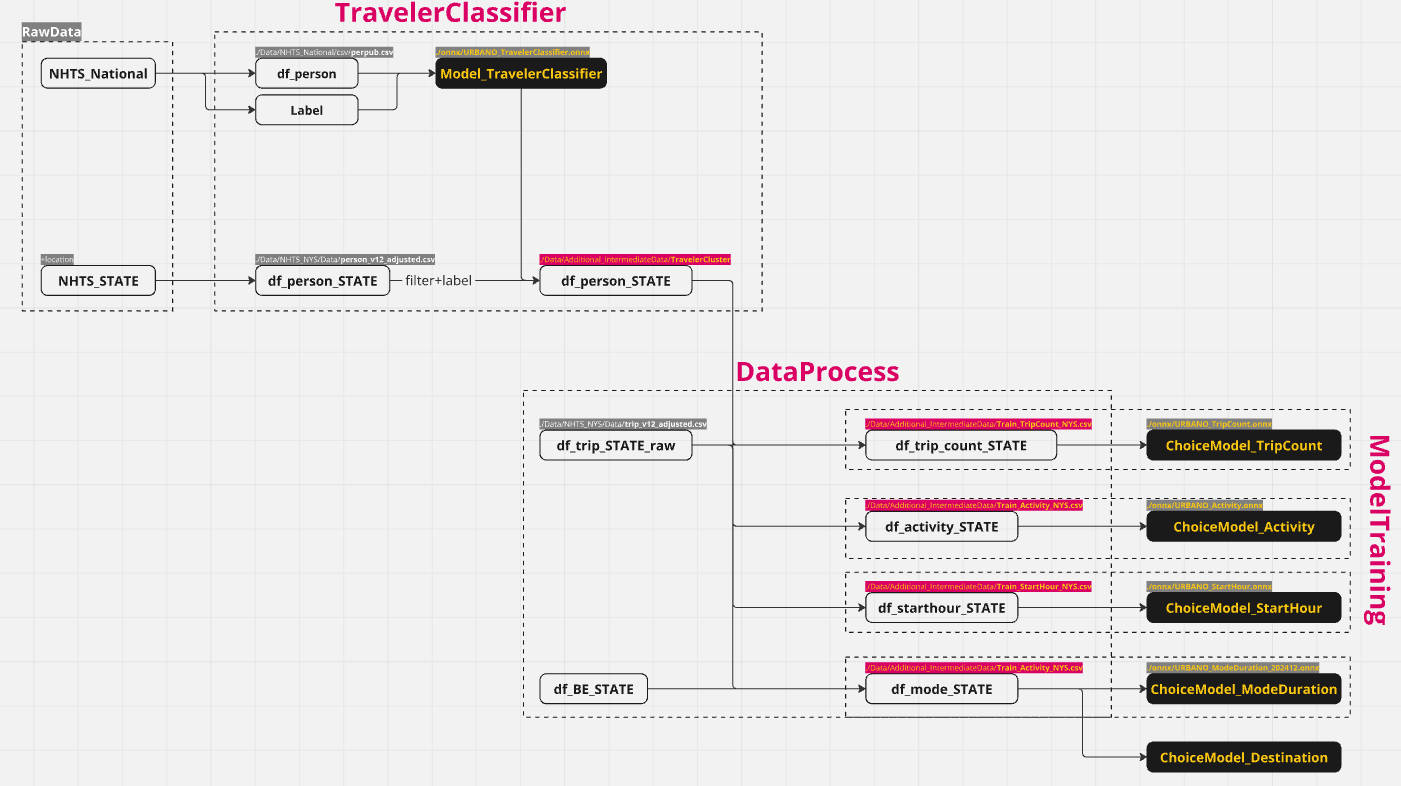 TravelerClassifier
RawData
./Data/NHTS_National/csv/perpub.csv
./onnx/URBANO_TravelerClassifier.onnx
NHTS_National
df_person
Model_TravelerClassifier
Label
+location
./Data/NHTS_NYS/Data/person_v12_adjusted.csv
/Data/Additional_IntermediateData/TravelerCluster
NHTS_STATE
df_person_STATE
filter+label
df_person_STATE
DataProcess
./Data/NHTS_NYS/Data/trip_v12_adjusted.csv
/Data/Additional_IntermediateData/Train_TripCount_NYS.csv
./onnx/URBANO_TripCount.onnx
df_trip_STATE_raw
df_trip_count_STATE
ChoiceModel_TripCount
ModelTraining
/Data/Additional_IntermediateData/Train_Activity_NYS.csv
./onnx/URBANO_Activity.onnx
df_activity_STATE
ChoiceModel_Activity
/Data/Additional_IntermediateData/Train_StartHour_NYS.csv
./onnx/URBANO_StartHour.onnx
df_starthour_STATE
ChoiceModel_StartHour
/Data/Additional_IntermediateData/Train_Activity_NYS.csv
./onnx/URBANO_ModeDuration_202412.onnx
df_BE_STATE
df_mode_STATE
ChoiceModel_ModeDuration
ChoiceModel_Destination